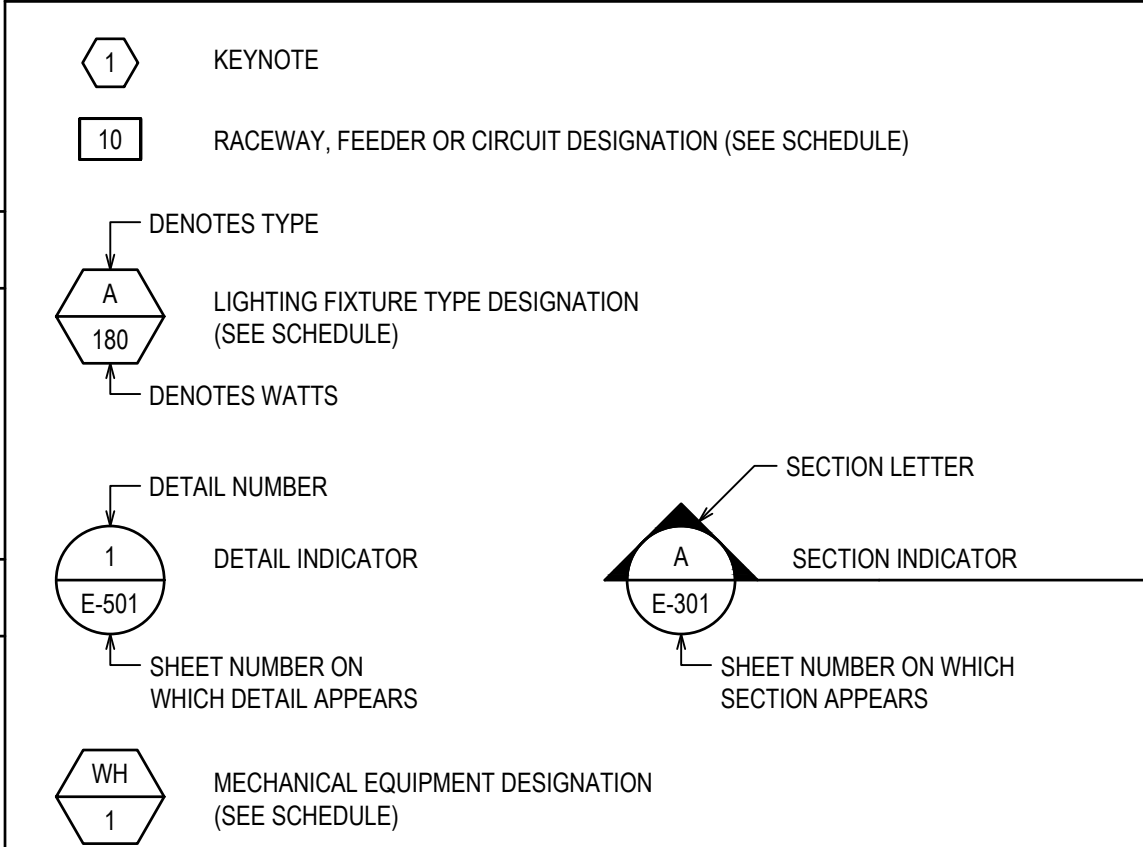 1 KEYNOTE
10 RACEWAY, FEEDER OR CIRCUIT DESIGNATION (SEE SCHEDULE)
DENOTES TYPE
A
180
LIGHTING FIXTURE TYPE DESIGNATION
(SEE SCHEDULE)
DENOTES WATTS
DETAIL NUMBER
1
E-501
DETAIL INDICATOR
SHEET NUMBER ON
WHICH DETAIL APPEARS
SECTION LETTER
A
E-301
SECTION INDICATOR
SHEET NUMBER ON WHICH
SECTION APPEARS
WH
1
MECHANICAL EQUIPMENT DESIGNATION
(SEE SCHEDULE)